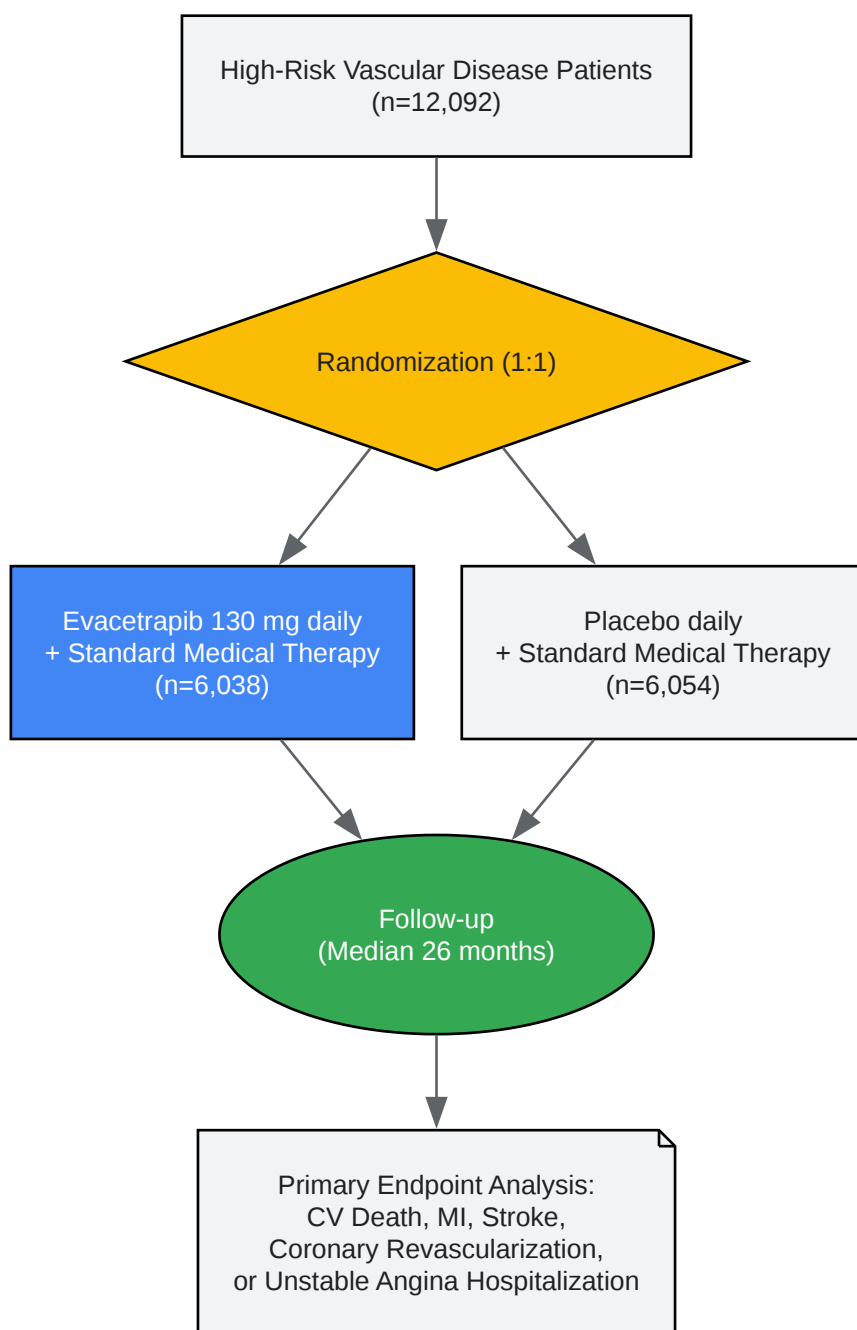 High-Risk Vascular Disease Patients
(n=12,092)
Randomization (1:1)
Evacetrapib 130 mg daily
+ Standard Medical Therapy
(n=6,038)
Placebo daily
+ Standard Medical Therapy
(n=6,054)
Follow-up
(Median 26 months)
Primary Endpoint Analysis:
CV Death, MI, Stroke,
Coronary Revascularization,
or Unstable Angina Hospitalization